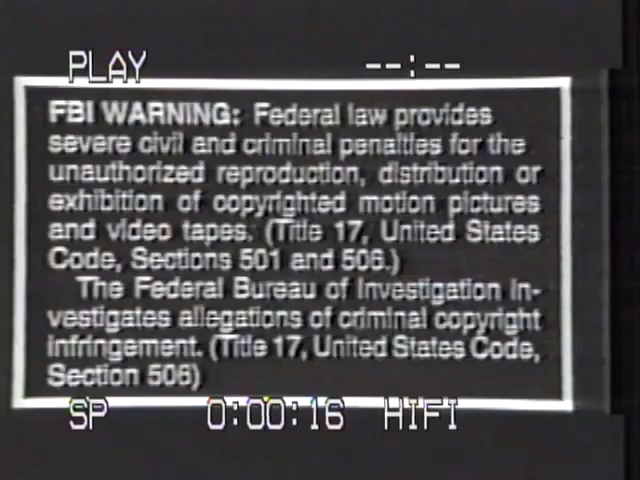 PLAY --:--
FBI WARNING: Federal law provides
severe civil and criminal penalties for the
unauthorized reproduction, distribution or
exhibition of copyrighted motion pictures
and video tapes. (Title 17, United States
Code, Sections 501 and 506.)
The Federal Bureau of Investigation in-
vestigates allegations of criminal copyright
infringement. (Title 17, United States Code,
Section 506)
SP 0:00:16 HIFI